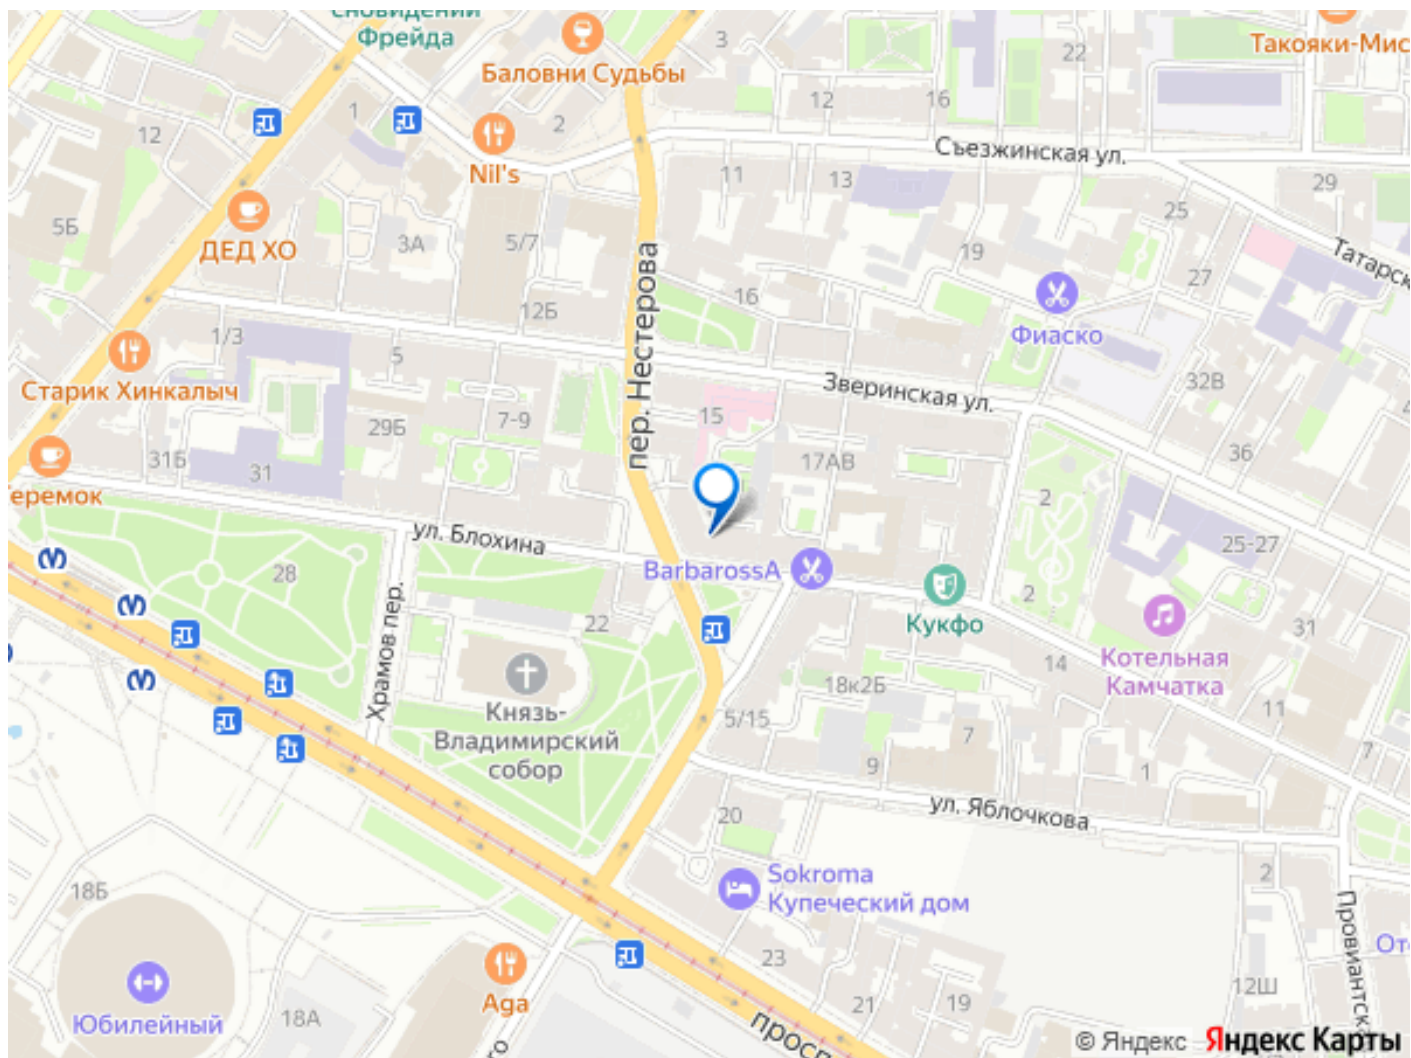 сновидений
Фрейда
Баловни Судьбы
3
22
Такояки-Мис
12
16
1
2
12
Nil's
Съезжинская ул.
11
13
29
25
5Б
ДЕД ХО
3А
5/7
19
27
Татарск
пер. Нестерова
16
12Б
Фиаско
1/3
5
Старик Хинкалыч
Зверинская ул.
32В
4
15
7-9
29Б
31Б
31
17АВ
36
2
еремок
ул. Блохина
25-27
BarbarossA
28
Храмов пер.
22
Кукфо
2
31
Котельная
Камчатка
14
18к2Б
11
Князь-
Владимирский
собор
5/15
7
7
9
1
20
ул. Яблочкова
Sokroma
Купеческий дом
2
Провиантска
18Б
От
23
12Ш
Aga
21
19
Юбилейный
18А
просп
го
© Яндекс Яндекс Карты